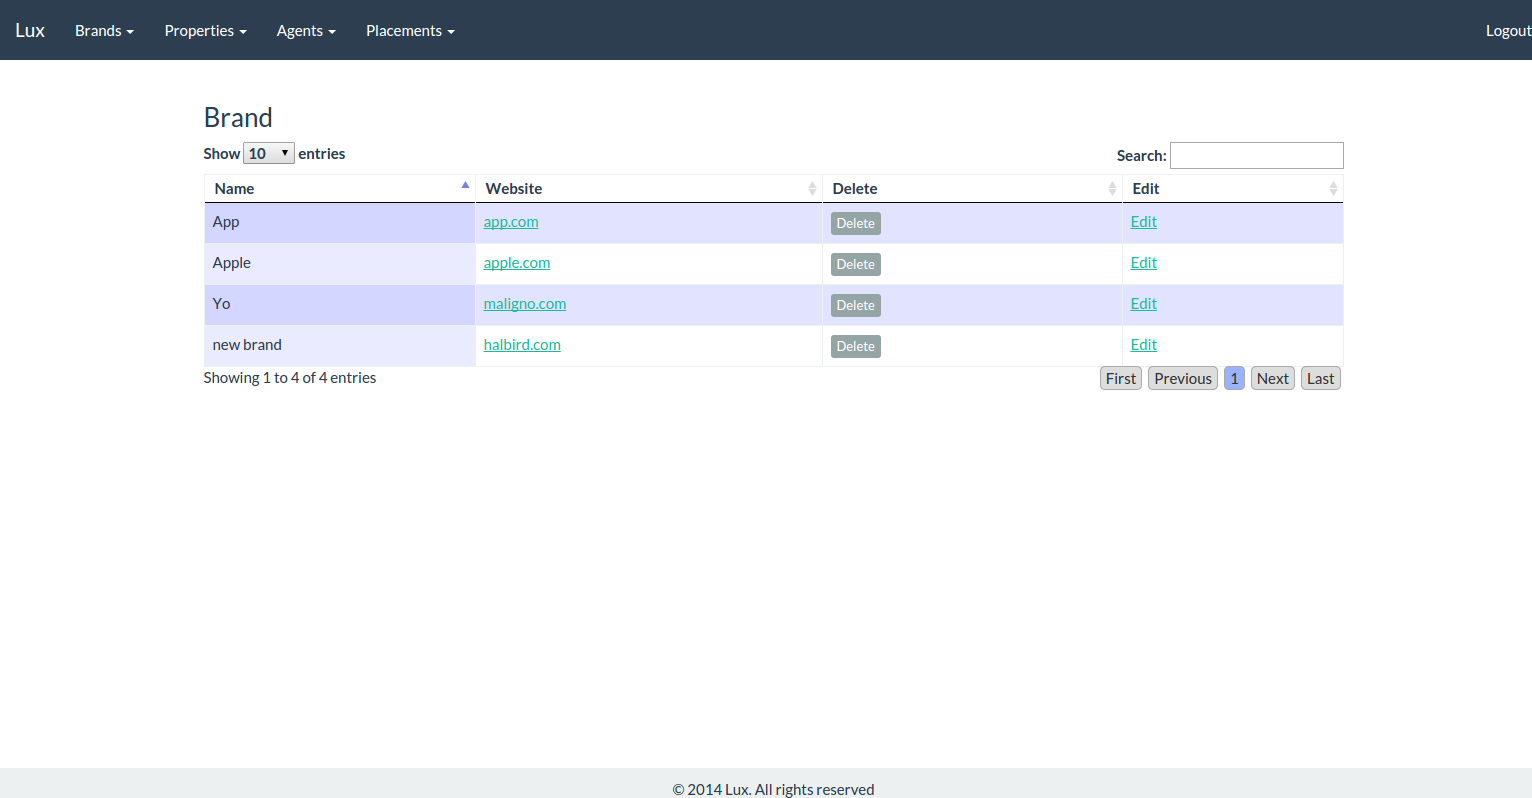 Lux Brands Properties Agents Placements Logout
Brand
Show 10 entries Search:
Name Website Delete Edit
App app.com Delete Edit
Apple apple.com Delete Edit
Yo maligno.com Delete Edit
new brand halbird.com Delete Edit
Showing 1 to 4 of 4 entries First Previous 1 Next Last
© 2014 Lux. All rights reserved